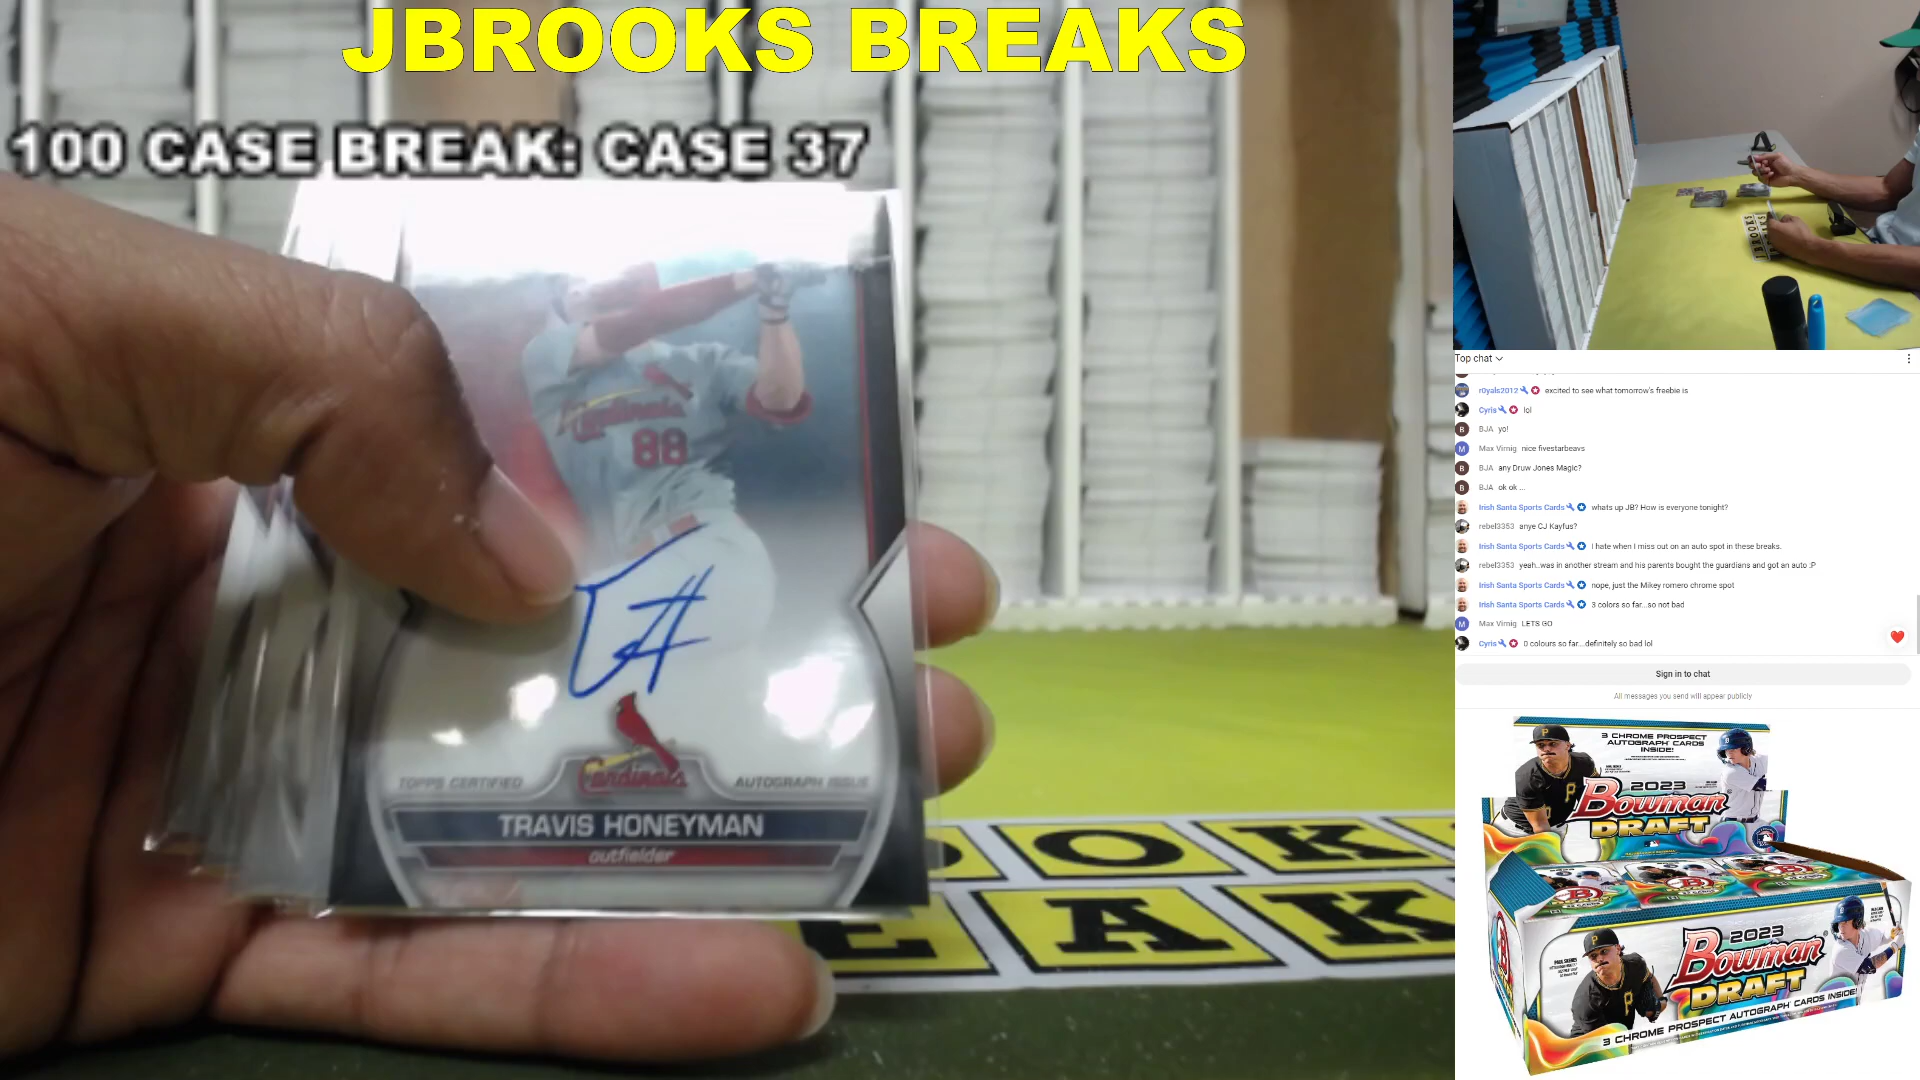 JBROOKS BREAKS
100 CASE BREAK: CASE 37
Cardinals
88
TOPPS CERTIFIED
Cardinals
AUTOGRAPH ISSUE
TRAVIS HONEYMAN
outfielder
OOK
EAK
JBROOKS
Top chat
r0yals2012 excited to see what tomorrow's freebie is
Cyris lol
BJA yo!
Max Virnig nice fivestarbeavs
BJA any Druw Jones Magic?
BJA ok ok ...
Irish Santa Sports Cards whats up JB? How is everyone tonight?
rebel3353 anye CJ Kayfus?
Irish Santa Sports Cards I hate when I miss out on an auto spot in these breaks.
rebel3353 yeah..was in another stream and his parents bought the guardians and got an auto :P
Irish Santa Sports Cards nope, just the Mikey romero chrome spot
Irish Santa Sports Cards 3 colors so far...so not bad
Max Virnig LETS GO
Cyris 0 colours so far...definitely so bad lol
Sign in to chat
All messages you send will appear publicly
3 CHROME PROSPECT
AUTOGRAPH CARDS
INSIDE!
2023
Bowman
DRAFT
2023
Bowman
DRAFT
3 CHROME PROSPECT AUTOGRAPH CARDS INSIDE!